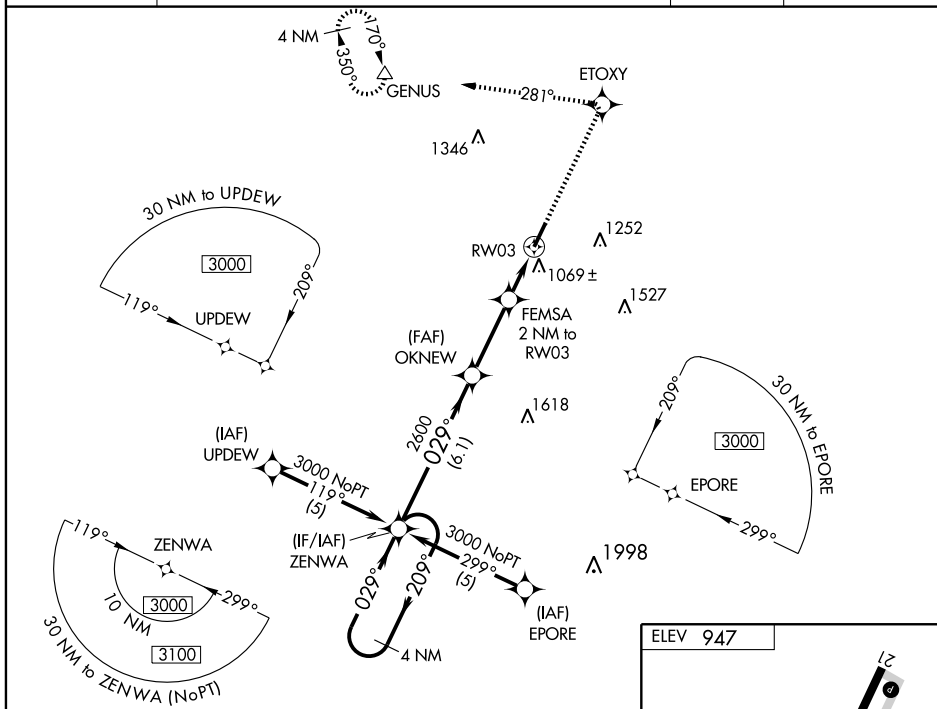 4 NM
170°
350°
GENUS
281°
ETOXY
1346
30 NM to UPDEW
3000
209°
119°
UPDEW
RW03
1252
1069 ±
1527
FEMSA
2 NM to
RW03
(FAF)
OKNEW
1618
2600
029°
(6.1)
30 NM to EPORE
209°
3000
EPORE
299°
(IAF)
UPDEW
3000 NoPT
119°
(5)
(IF/IAF)
ZENWA
3000 NoPT
299°
(5)
(IAF)
EPORE
1998
029°
209°
4 NM
119°
ZENWA
299°
3000
10 NM
3100
30 NM to ZENWA (NoPT)
ELEV 947
21
P